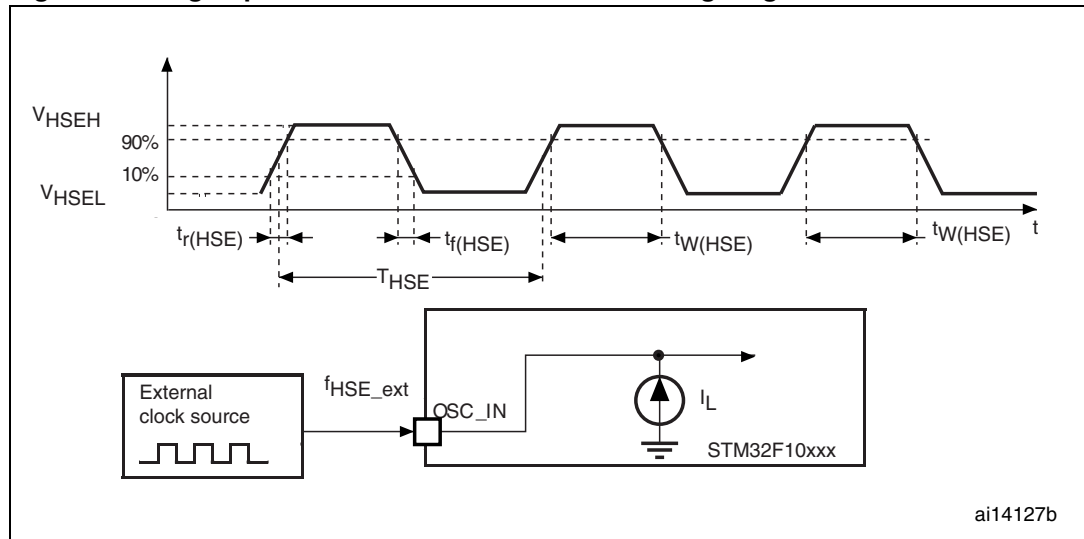 VHSEH
90%
10%
VHSEL
tr(HSE)
tf(HSE)
tW(HSE)
tW(HSE)
t
THSE
External
clock source
fHSE_ext
OSC_IN
IL
STM32F10xxx
ai14127b